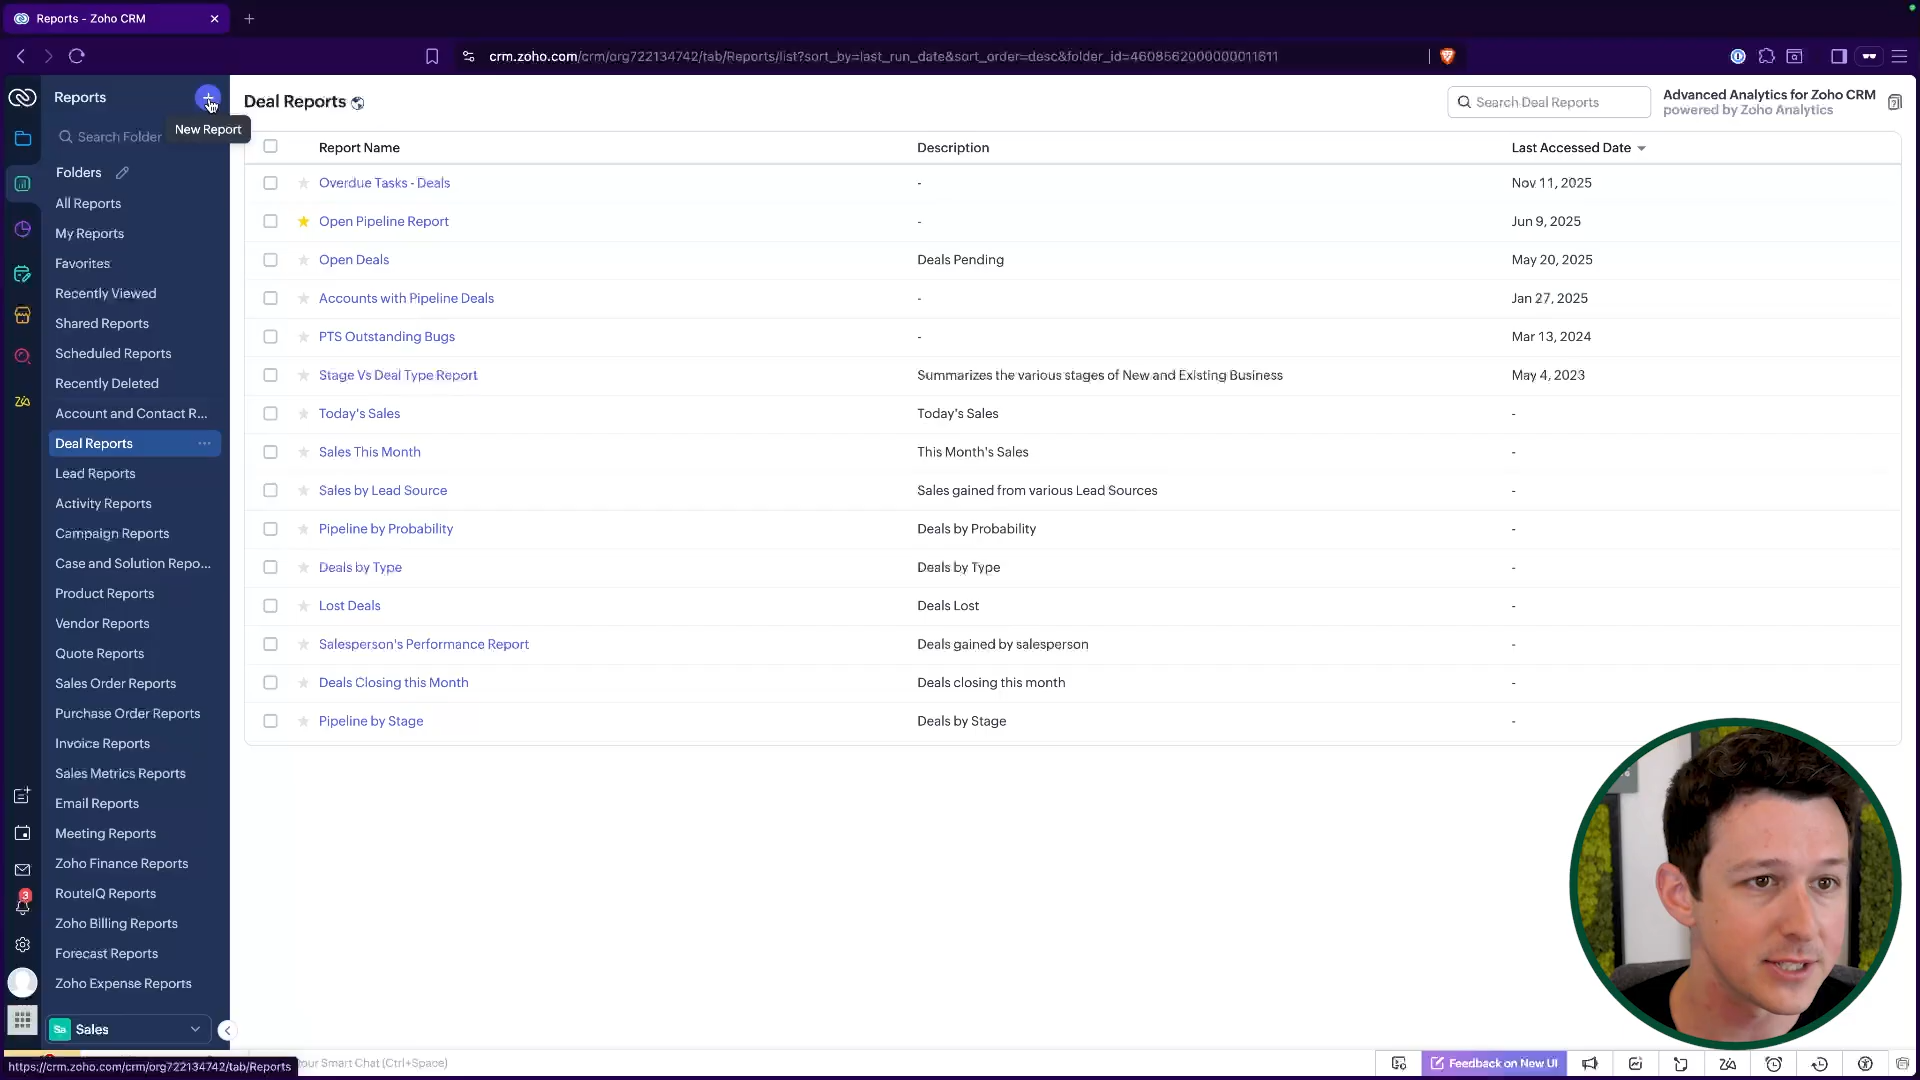 Reports - Zoho CRM
crm.zoho.com/crm/org722134742/tab/Reports/list?sort_by=last_run_date&sort_order=desc&folder_id=4608562000000011611
Reports
New Report
Search Folder
Folders
All Reports
My Reports
Favorites
Recently Viewed
Shared Reports
Scheduled Reports
Recently Deleted
Account and Contact R...
Deal Reports
Lead Reports
Activity Reports
Campaign Reports
Case and Solution Repo...
Product Reports
Vendor Reports
Quote Reports
Sales Order Reports
Purchase Order Reports
Invoice Reports
Sales Metrics Reports
Email Reports
Meeting Reports
Zoho Finance Reports
RouteIQ Reports
Zoho Billing Reports
Forecast Reports
Zoho Expense Reports
3
Sa Sales
https://crm.zoho.com/crm/org722134742/tab/Reports
Deal Reports
Search Deal Reports
Advanced Analytics for Zoho CRM
powered by Zoho Analytics
Report Name Description Last Accessed Date
Overdue Tasks - Deals - Nov 11, 2025
Open Pipeline Report - Jun 9, 2025
Open Deals Deals Pending May 20, 2025
Accounts with Pipeline Deals - Jan 27, 2025
PTS Outstanding Bugs - Mar 13, 2024
Stage Vs Deal Type Report Summarizes the various stages of New and Existing Business May 4, 2023
Today's Sales Today's Sales -
Sales This Month This Month's Sales -
Sales by Lead Source Sales gained from various Lead Sources -
Pipeline by Probability Deals by Probability -
Deals by Type Deals by Type -
Lost Deals Deals Lost -
Salesperson's Performance Report Deals gained by salesperson -
Deals Closing this Month Deals closing this month -
Pipeline by Stage Deals by Stage -
our Smart Chat (Ctrl+Space)
Feedback on New UI